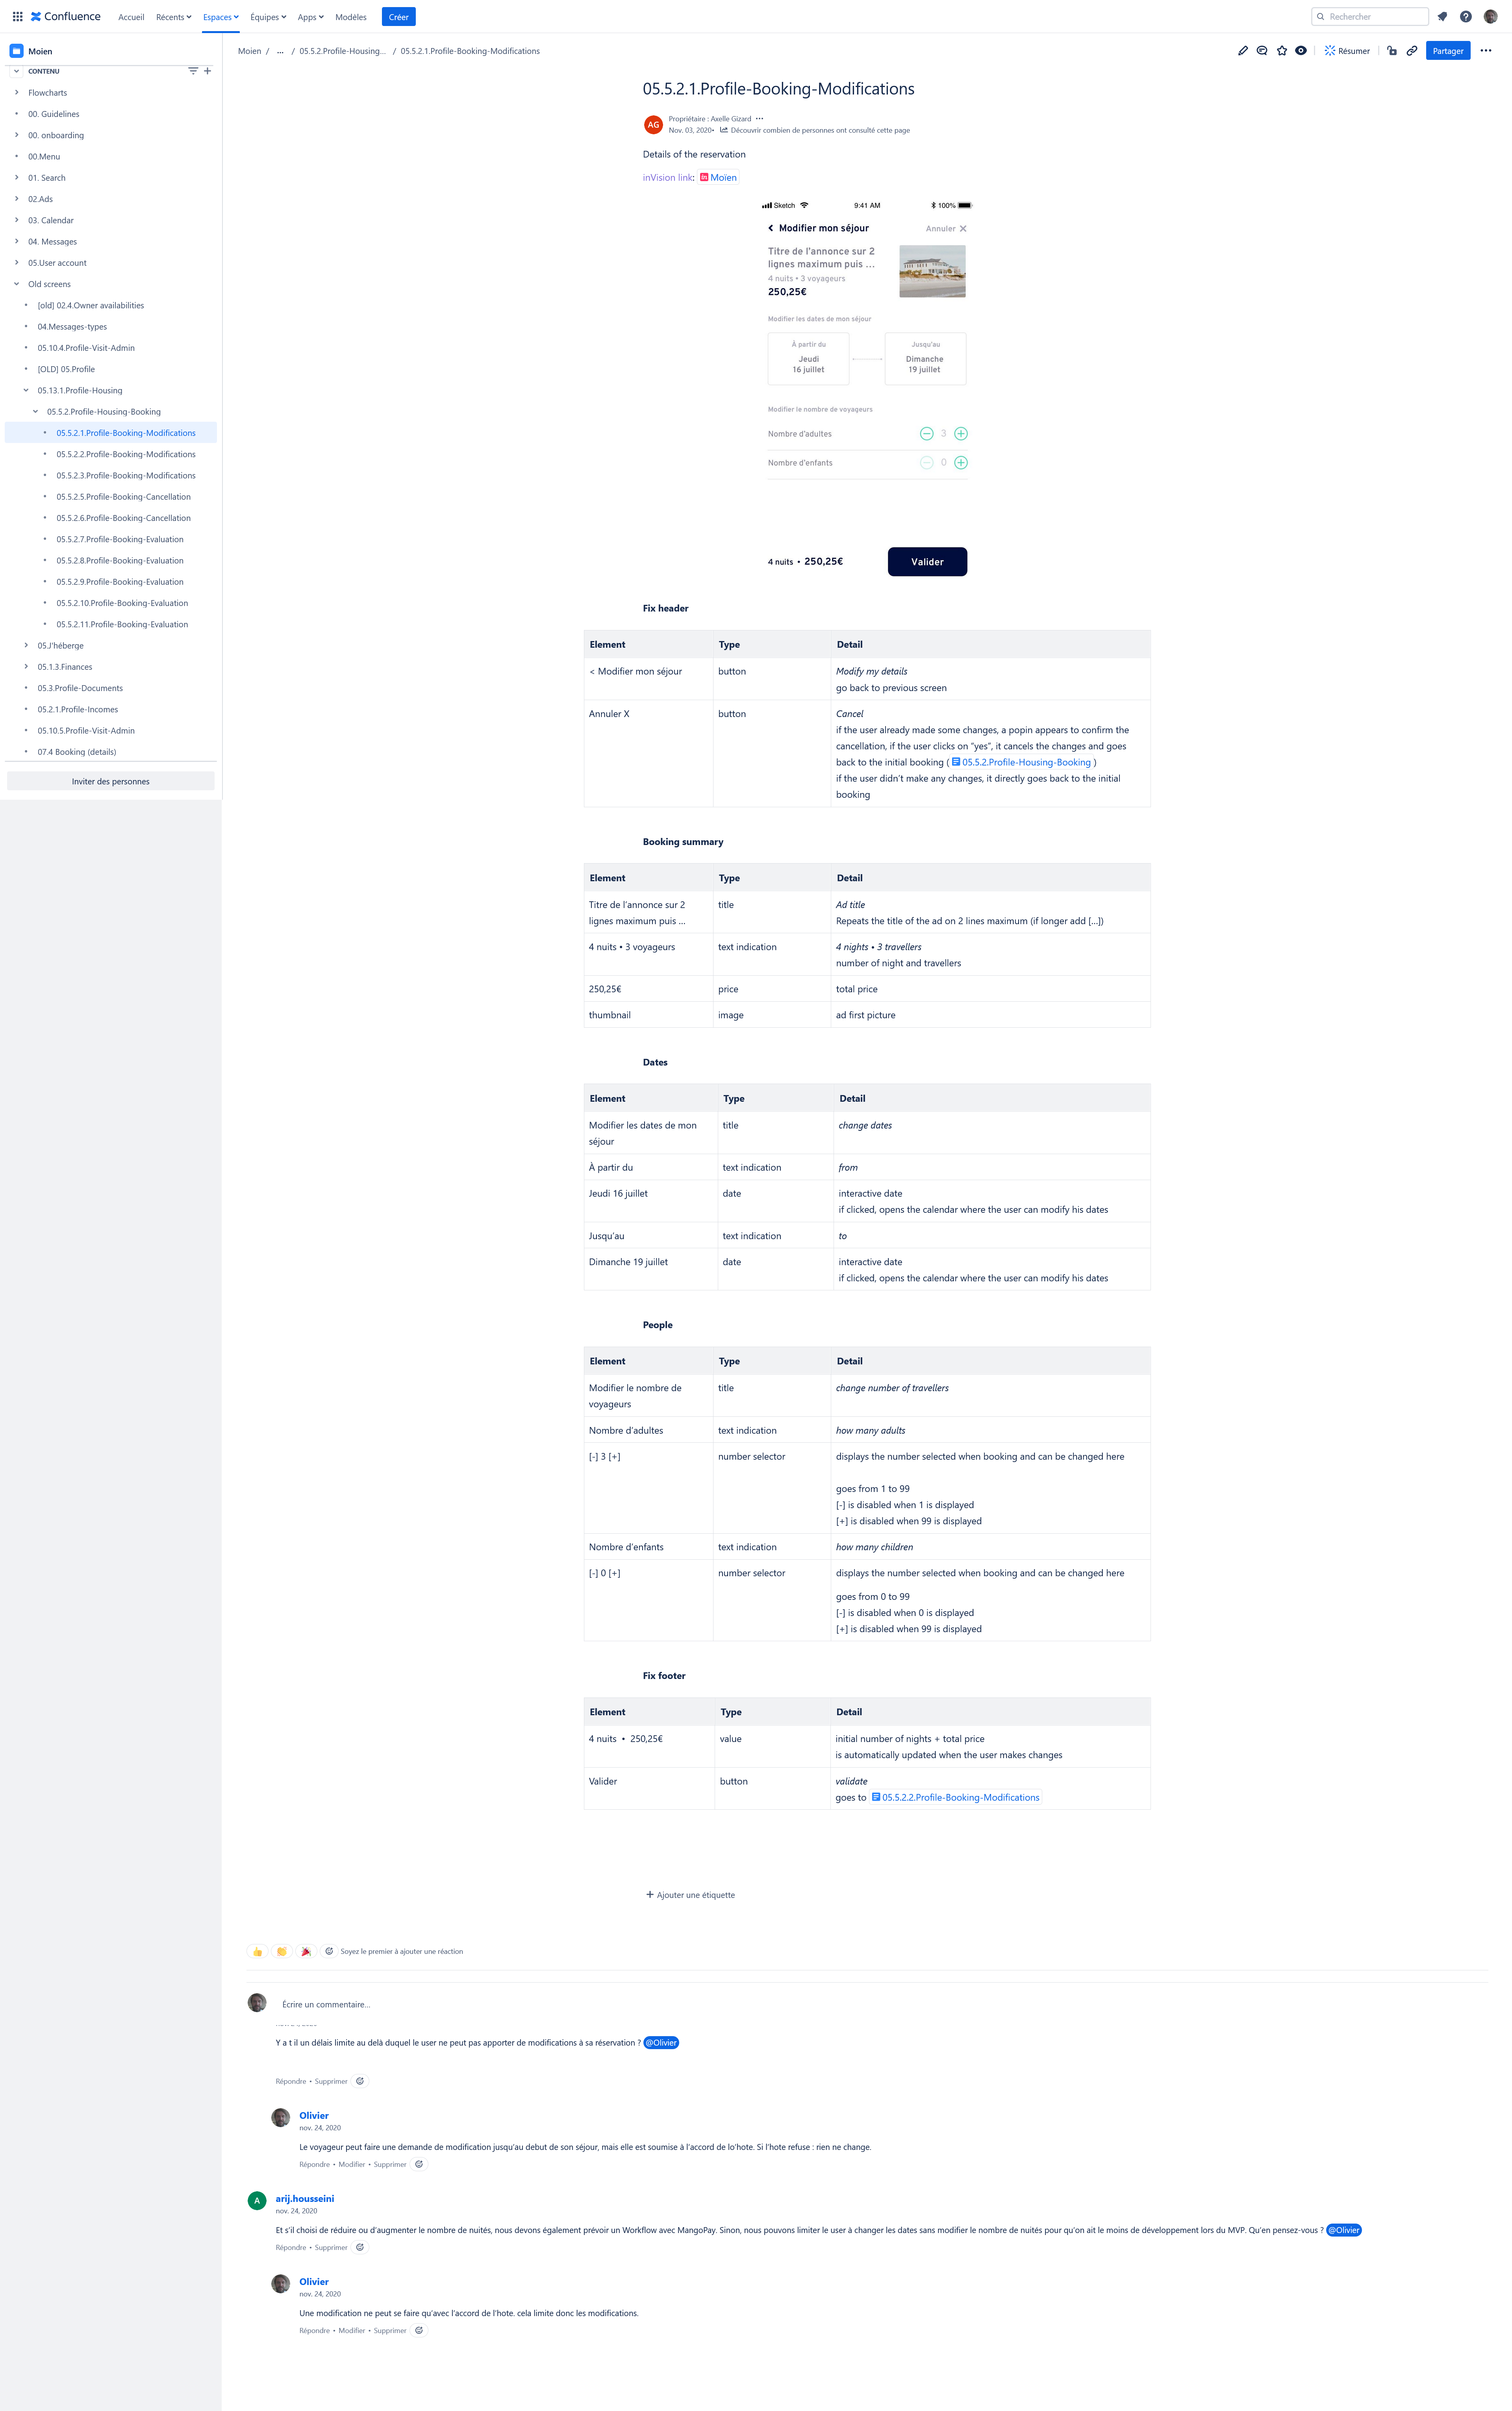 Confluence
Accueil
Récents
Espaces
Équipes
Apps
Modèles
Créer
Rechercher
Moien
CONTENU
Flowcharts
00. Guidelines
00. onboarding
00.Menu
01. Search
02.Ads
03. Calendar
04. Messages
05.User account
Old screens
[old] 02.4.Owner availabilities
04.Messages-types
05.10.4.Profile-Visit-Admin
[OLD] 05.Profile
05.13.1.Profile-Housing
05.5.2.Profile-Housing-Booking
05.5.2.1.Profile-Booking-Modifications
05.5.2.2.Profile-Booking-Modifications
05.5.2.3.Profile-Booking-Modifications
05.5.2.5.Profile-Booking-Cancellation
05.5.2.6.Profile-Booking-Cancellation
05.5.2.7.Profile-Booking-Evaluation
05.5.2.8.Profile-Booking-Evaluation
05.5.2.9.Profile-Booking-Evaluation
05.5.2.10.Profile-Booking-Evaluation
05.5.2.11.Profile-Booking-Evaluation
05.J'héberge
05.1.3.Finances
05.3.Profile-Documents
05.2.1.Profile-Incomes
05.10.5.Profile-Visit-Admin
07.4 Booking (details)
Inviter des personnes
Moien / ... / 05.5.2.Profile-Housing... / 05.5.2.1.Profile-Booking-Modifications
Résumer
Partager
05.5.2.1.Profile-Booking-Modifications
AG
Propriétaire : Axelle Gizard
Nov. 03, 2020• Découvrir combien de personnes ont consulté cette page
Details of the reservation
inVision link: in Moïen
Sketch 9:41 AM 100%
Modifier mon séjour
Annuler
Titre de l'annonce sur 2
lignes maximum puis ...
4 nuits • 3 voyageurs
250,25€
Modifier les dates de mon séjour
À partir du
Jeudi
16 juillet
Jusqu'au
Dimanche
19 juillet
Modifier le nombre de voyageurs
Nombre d'adultes 3
Nombre d'enfants 0
4 nuits • 250,25€
Valider
Fix header
Element Type Detail
< Modifier mon séjour button Modify my details
go back to previous screen
Annuler X button Cancel
if the user already made some changes, a popin appears to confirm the
cancellation, if the user clicks on "yes", it cancels the changes and goes
back to the initial booking ( 05.5.2.Profile-Housing-Booking )
if the user didn't make any changes, it directly goes back to the initial
booking
Booking summary
Element Type Detail
Titre de l'annonce sur 2
lignes maximum puis ...
title
Ad title
Repeats the title of the ad on 2 lines maximum (if longer add [...])
4 nuits • 3 voyageurs text indication 4 nights • 3 travellers
number of night and travellers
250,25€ price total price
thumbnail image ad first picture
Dates
Element Type Detail
Modifier les dates de mon
séjour
title
change dates
À partir du text indication from
Jeudi 16 juillet date interactive date
if clicked, opens the calendar where the user can modify his dates
Jusqu'au text indication to
Dimanche 19 juillet date interactive date
if clicked, opens the calendar where the user can modify his dates
People
Element Type Detail
Modifier le nombre de
voyageurs
title
change number of travellers
Nombre d'adultes text indication how many adults
[-] 3 [+] number selector displays the number selected when booking and can be changed here
goes from 1 to 99
[-] is disabled when 1 is displayed
[+] is disabled when 99 is displayed
Nombre d'enfants text indication how many children
[-] 0 [+] number selector displays the number selected when booking and can be changed here
goes from 0 to 99
[-] is disabled when 0 is displayed
[+] is disabled when 99 is displayed
Fix footer
Element Type Detail
4 nuits • 250,25€ value initial number of nights + total price
is automatically updated when the user makes changes
Valider button validate
goes to 05.5.2.2.Profile-Booking-Modifications
Ajouter une étiquette
Soyez le premier à ajouter une réaction
Écrire un commentaire...
Y a t il un délais limite au delà duquel le user ne peut pas apporter de modifications à sa réservation ? @Olivier
Répondre • Supprimer
Olivier
nov. 24, 2020
Le voyageur peut faire une demande de modification jusqu'au debut de son séjour, mais elle est soumise à l'accord de lo'hote. Si l'hote refuse : rien ne change.
Répondre • Modifier • Supprimer
A
arij.housseini
nov. 24, 2020
Et s'il choisi de réduire ou d'augmenter le nombre de nuités, nous devons également prévoir un Workflow avec MangoPay. Sinon, nous pouvons limiter le user à changer les dates sans modifier le nombre de nuités pour qu'on ait le moins de développement lors du MVP. Qu'en pensez-vous ? @Olivier
Répondre • Supprimer
Olivier
nov. 24, 2020
Une modification ne peut se faire qu'avec l'accord de l'hote. cela limite donc les modifications.
Répondre • Modifier • Supprimer